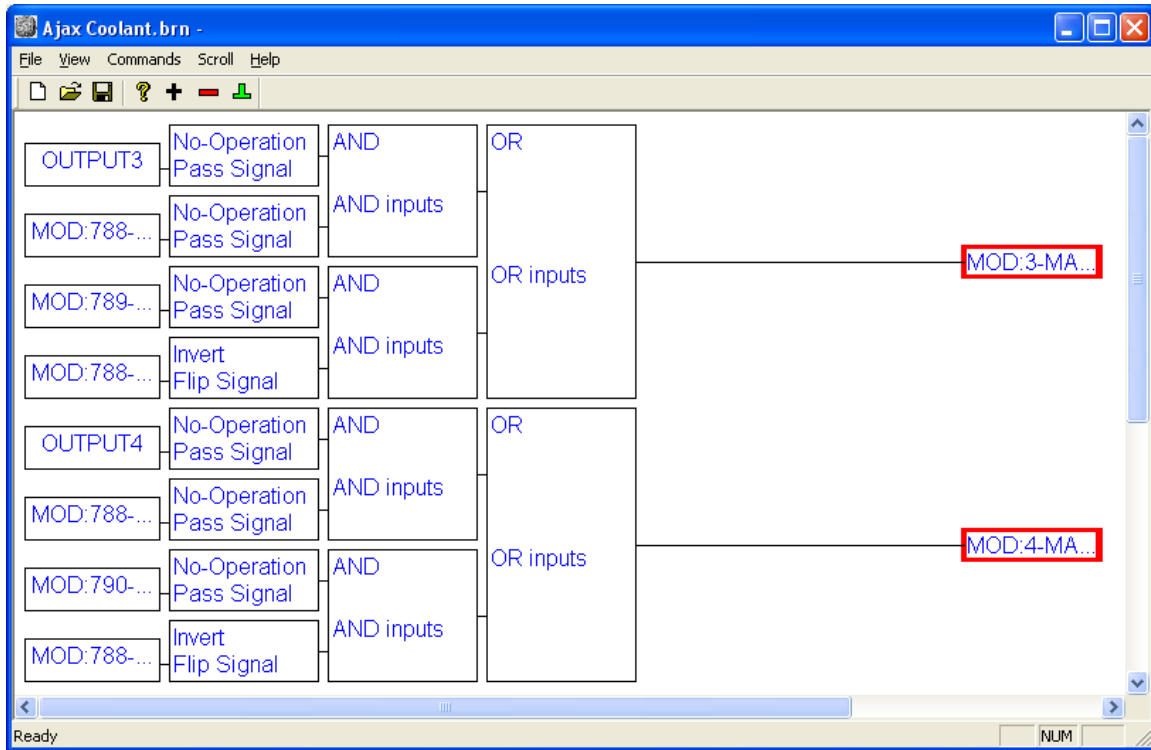 Ajax Coolant.brn -
File View Commands Scroll Help
OUTPUT3
No-Operation
Pass Signal
AND
AND inputs
OR
OR inputs
MOD:788-...
No-Operation
Pass Signal
MOD:789-...
No-Operation
Pass Signal
AND
AND inputs
MOD:788-...
Invert
Flip Signal
MOD:3-MA...
OUTPUT4
No-Operation
Pass Signal
AND
AND inputs
OR
OR inputs
MOD:788-...
No-Operation
Pass Signal
MOD:790-...
No-Operation
Pass Signal
AND
AND inputs
MOD:788-...
Invert
Flip Signal
MOD:4-MA...
Ready
NUM